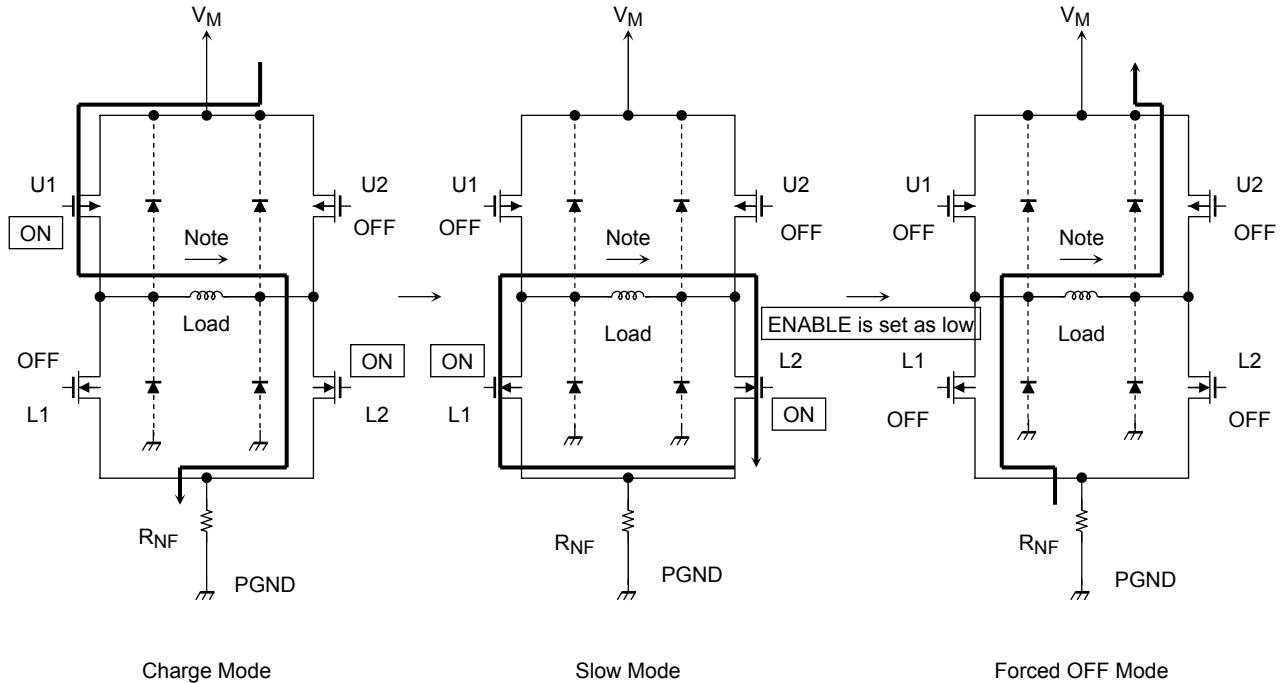 VM
U1
ON
U2
OFF
Note
Load
OFF
L1
ON
L2
RNF
PGND
Charge Mode
VM
U1
OFF
U2
OFF
Note
Load
ENABLE is set as low
ON
L1
L2
ON
RNF
PGND
Slow Mode
VM
U1
OFF
U2
OFF
Note
Load
L1
OFF
L2
OFF
RNF
PGND
Forced OFF Mode